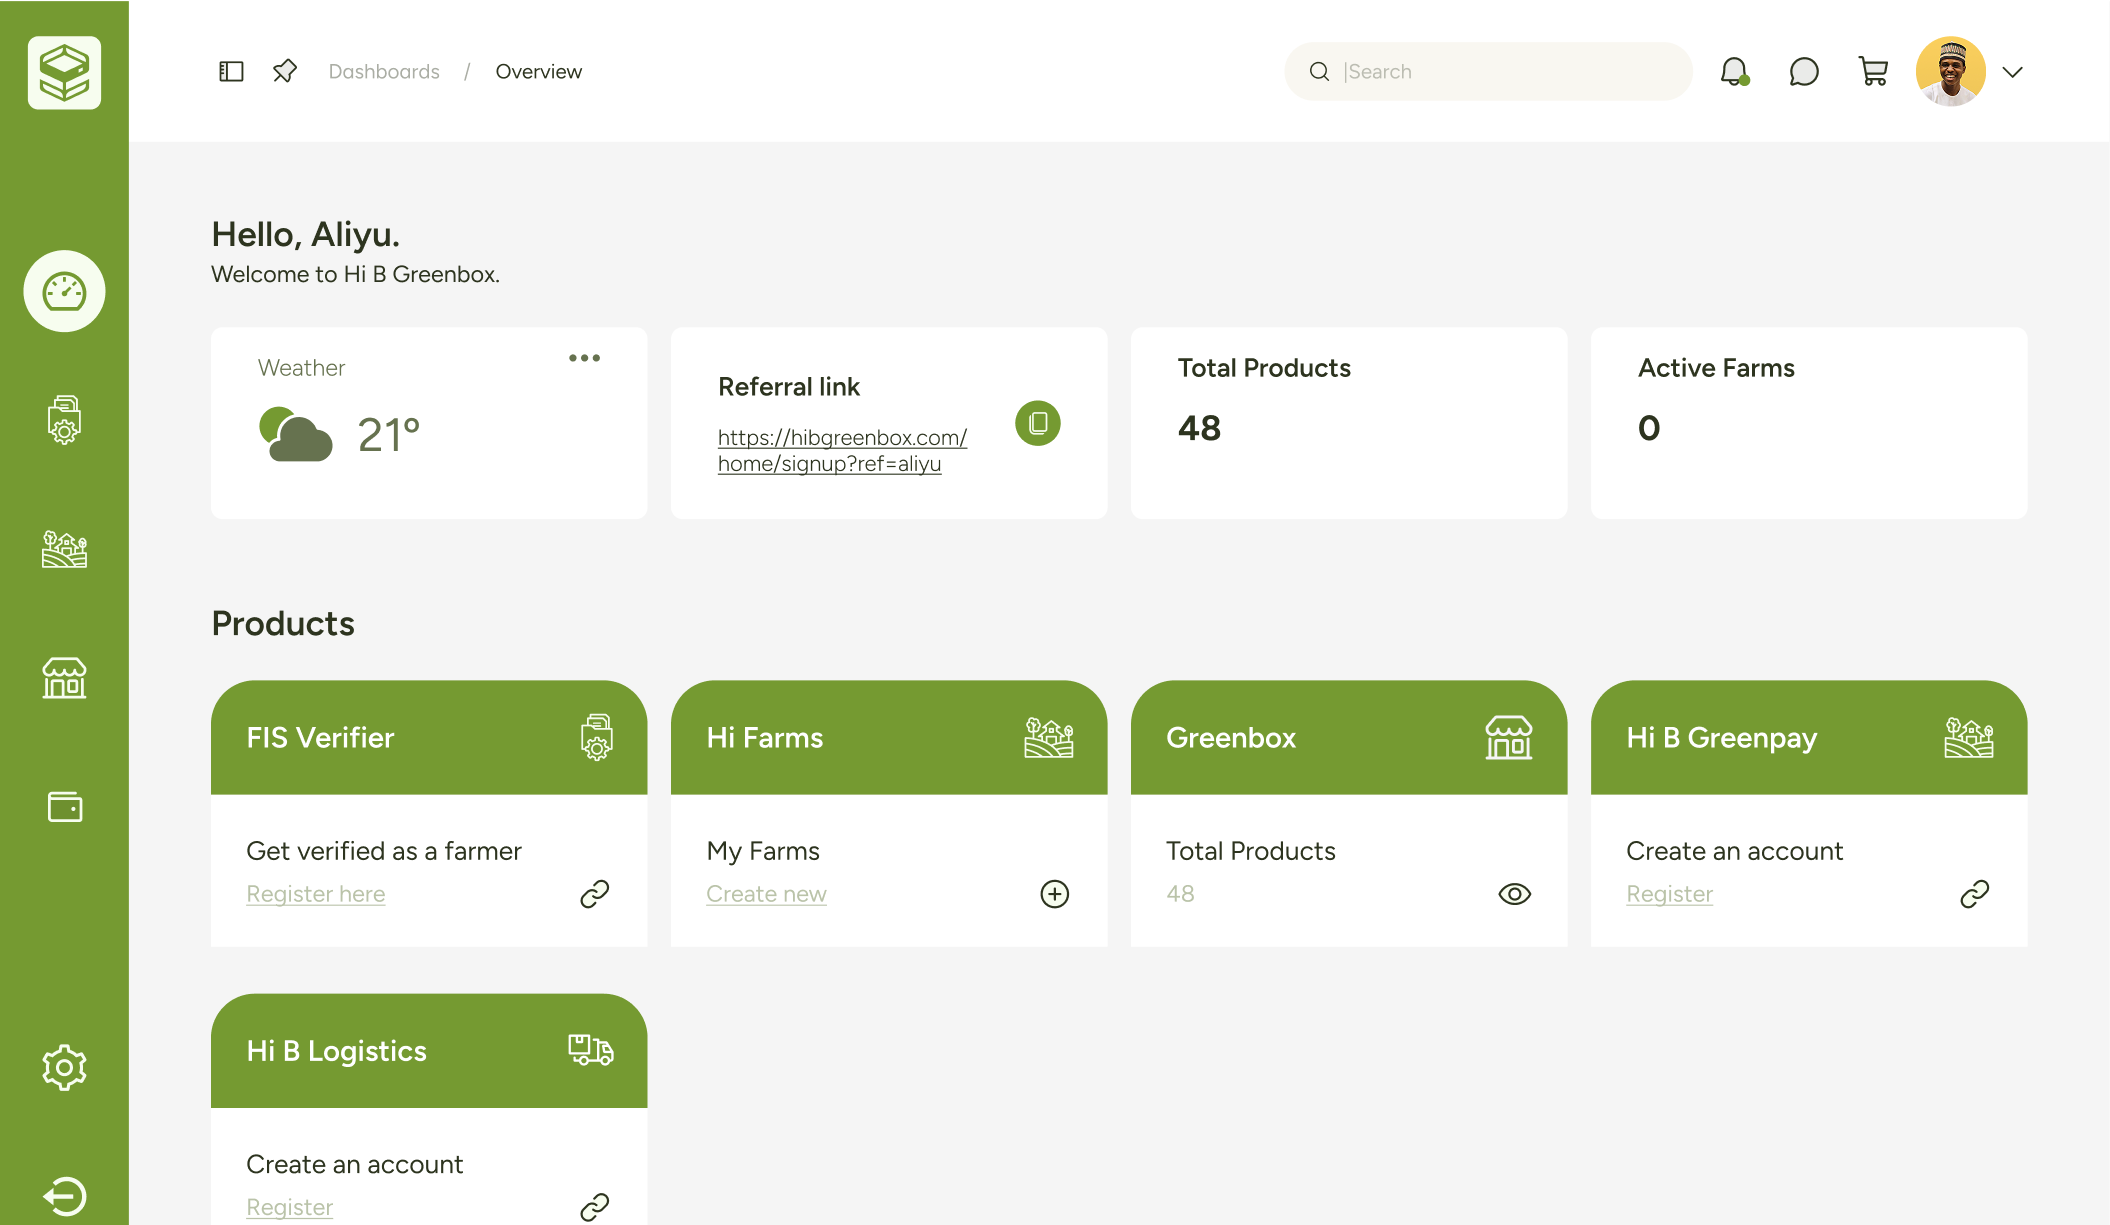 Dashboards / Overview
Search
Hello, Aliyu.
Welcome to Hi B Greenbox.
Weather
21°
Referral link
https://hibgreenbox.com/
home/signup?ref=aliyu
Total Products
48
Active Farms
0
Products
FIS Verifier
Get verified as a farmer
Register here
Hi Farms
My Farms
Create new
Greenbox
Total Products
48
Hi B Greenpay
Create an account
Register
Hi B Logistics
Create an account
Register